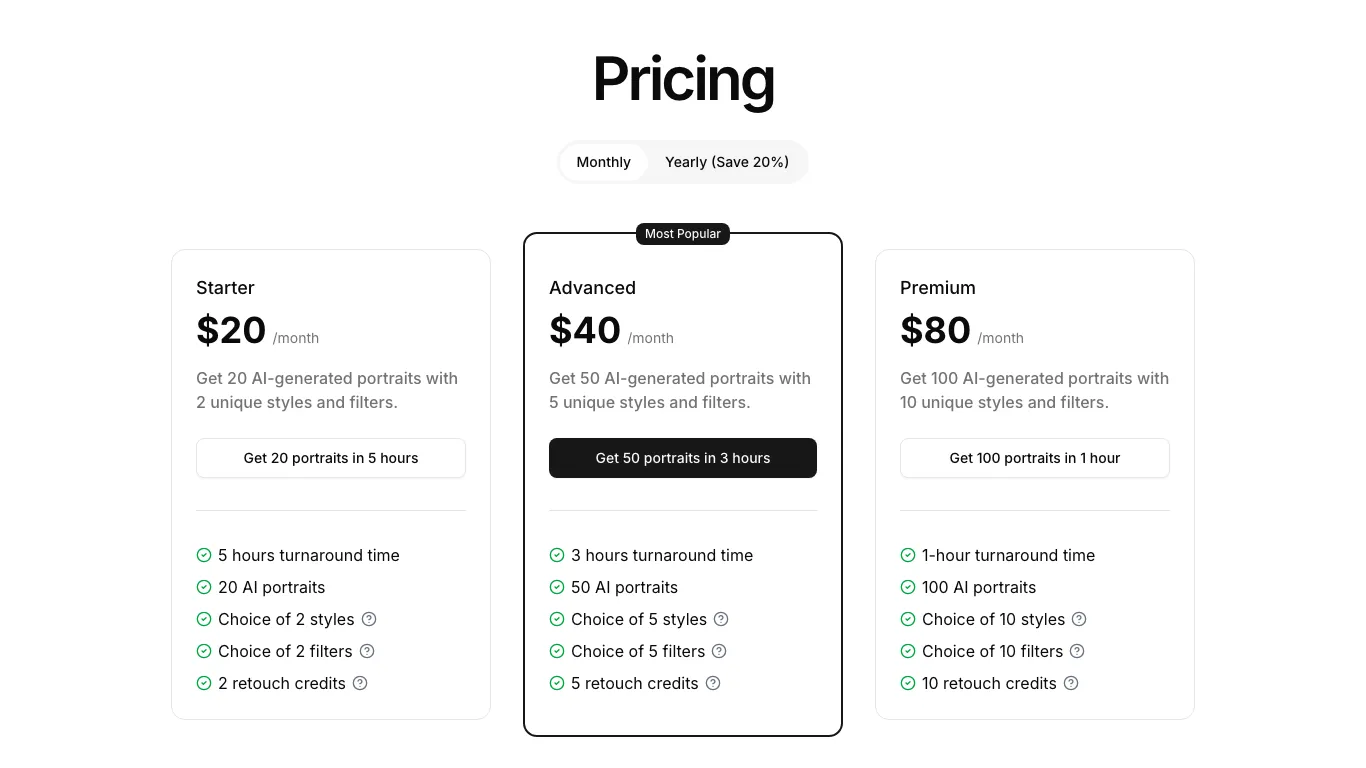 Pricing
Monthly
Yearly (Save 20%)
Starter
$20 /month
Get 20 AI-generated portraits with
2 unique styles and filters.
Get 20 portraits in 5 hours
5 hours turnaround time
20 AI portraits
Choice of 2 styles
Choice of 2 filters
2 retouch credits
Most Popular
Advanced
$40 /month
Get 50 AI-generated portraits with
5 unique styles and filters.
Get 50 portraits in 3 hours
3 hours turnaround time
50 AI portraits
Choice of 5 styles
Choice of 5 filters
5 retouch credits
Premium
$80 /month
Get 100 AI-generated portraits with
10 unique styles and filters.
Get 100 portraits in 1 hour
1-hour turnaround time
100 AI portraits
Choice of 10 styles
Choice of 10 filters
10 retouch credits